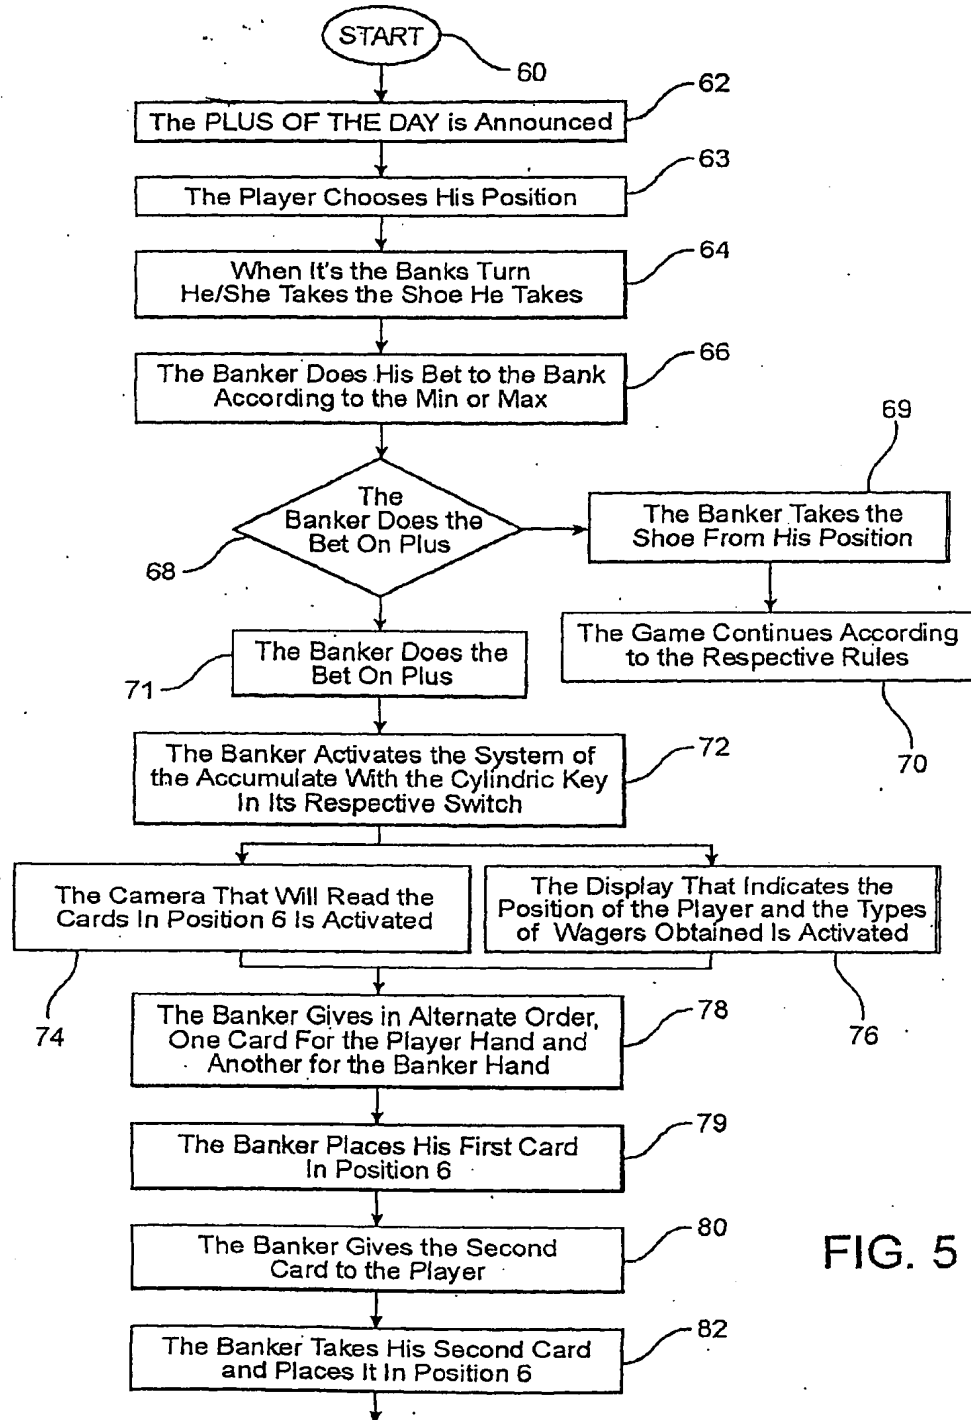 START
60
The PLUS OF THE DAY is Announced
62
The Player Chooses His Position
63
When It's the Banks Turn
He/She Takes the Shoe He Takes
64
The Banker Does His Bet to the Bank
According to the Min or Max
66
The
Banker Does the
Bet On Plus
68
69
The Banker Takes the
Shoe From His Position
The Game Continues According
to the Respective Rules
70
The Banker Does the
Bet On Plus
71
The Banker Activates the System of
the Accumulate With the Cylindric Key
In Its Respective Switch
72
The Camera That Will Read the
Cards In Position 6 Is Activated
74
The Display That Indicates the
Position of the Player and the Types
of Wagers Obtained Is Activated
76
The Banker Gives in Alternate Order,
One Card For the Player Hand and
Another for the Banker Hand
78
The Banker Places His First Card
In Position 6
79
The Banker Gives the Second
Card to the Player
80
FIG. 5
The Banker Takes His Second Card
and Places It In Position 6
82